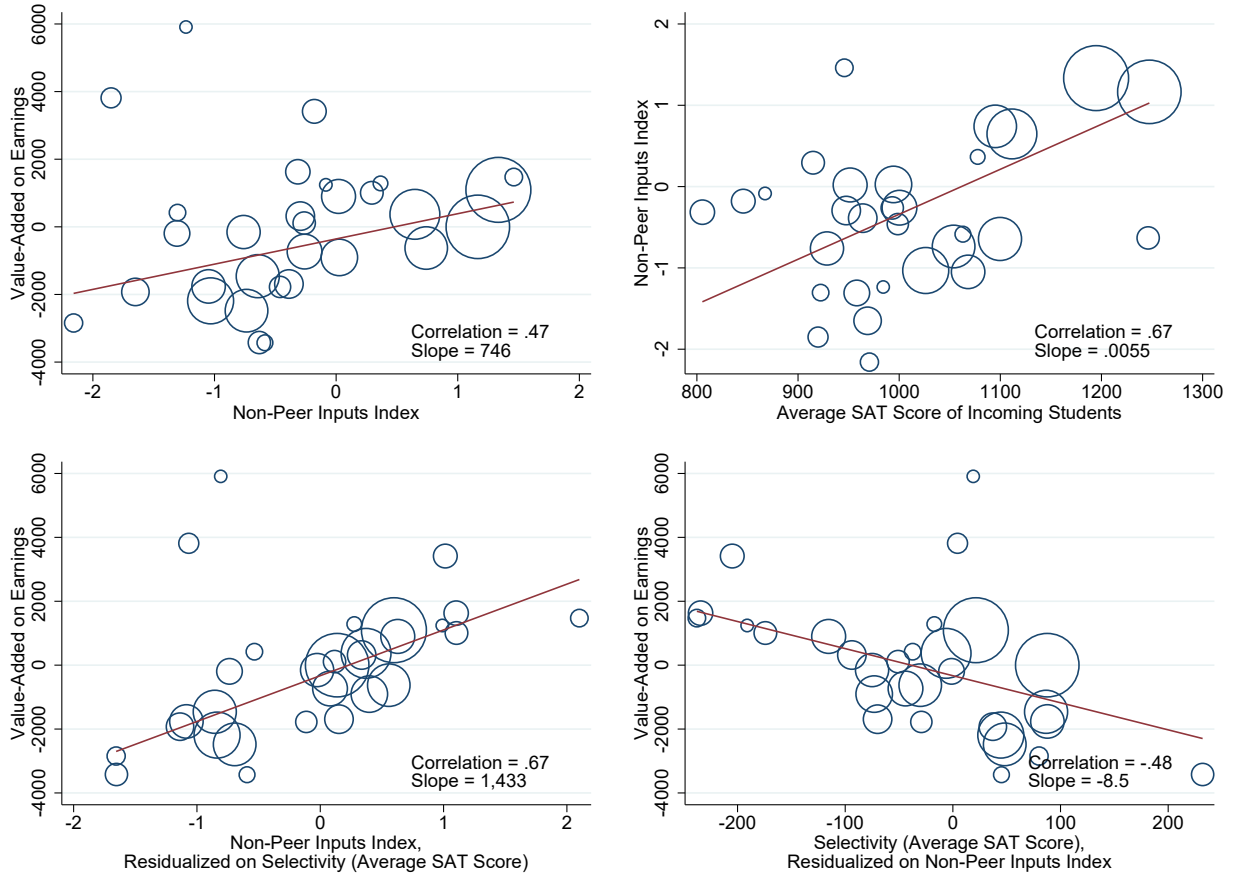 Value-Added on Earnings
6000
4000
2000
0
-2000
-4000
-2
-1
0
1
2
Non-Peer Inputs Index
Correlation = .47
Slope = 746
Non-Peer Inputs Index
2
1
0
-1
-2
800
900
1000
1100
1200
1300
Average SAT Score of Incoming Students
Correlation = .67
Slope = .0055
Value-Added on Earnings
6000
4000
2000
0
-2000
-4000
-2
-1
0
1
2
Non-Peer Inputs Index,
Residualized on Selectivity (Average SAT Score)
Correlation = .67
Slope = 1,433
Value-Added on Earnings
6000
4000
2000
0
-2000
-4000
-200
-100
0
100
200
Selectivity (Average SAT Score),
Residualized on Non-Peer Inputs Index
Correlation = -.48
Slope = -8.5